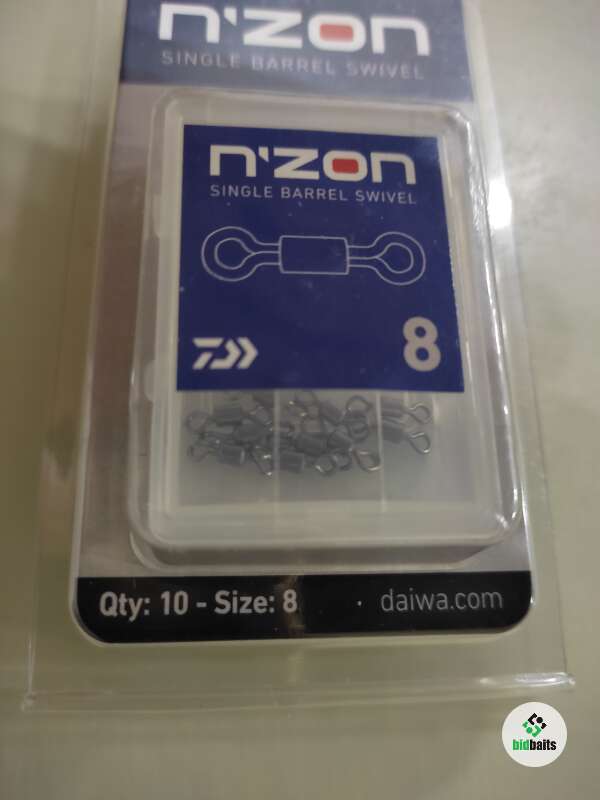 n'zon
SINGLE BARREL SWIVEL
n'zon
SINGLE BARREL SWIVEL
8
Qty: 10 - Size: 8
daiwa.com
bidbaits